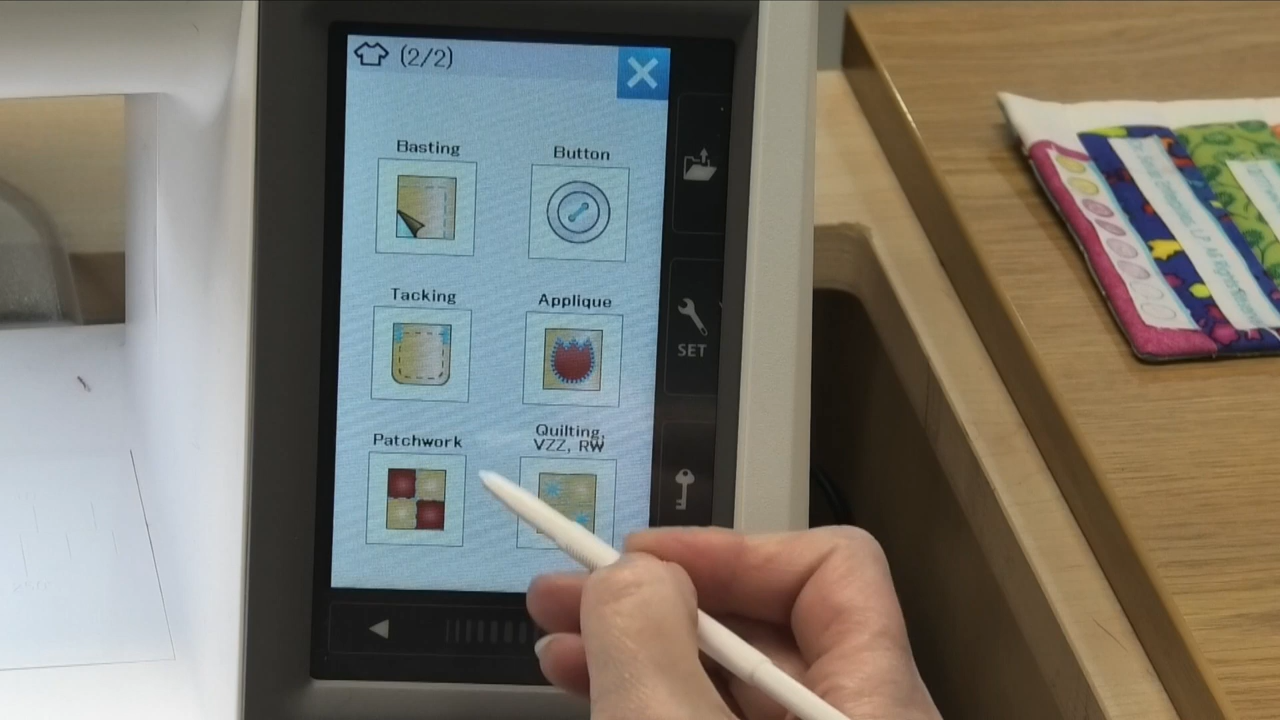 (2/2)
Basting
Button
Tacking
Applique
SET
Patchwork
Quilting,
VZZ, RW